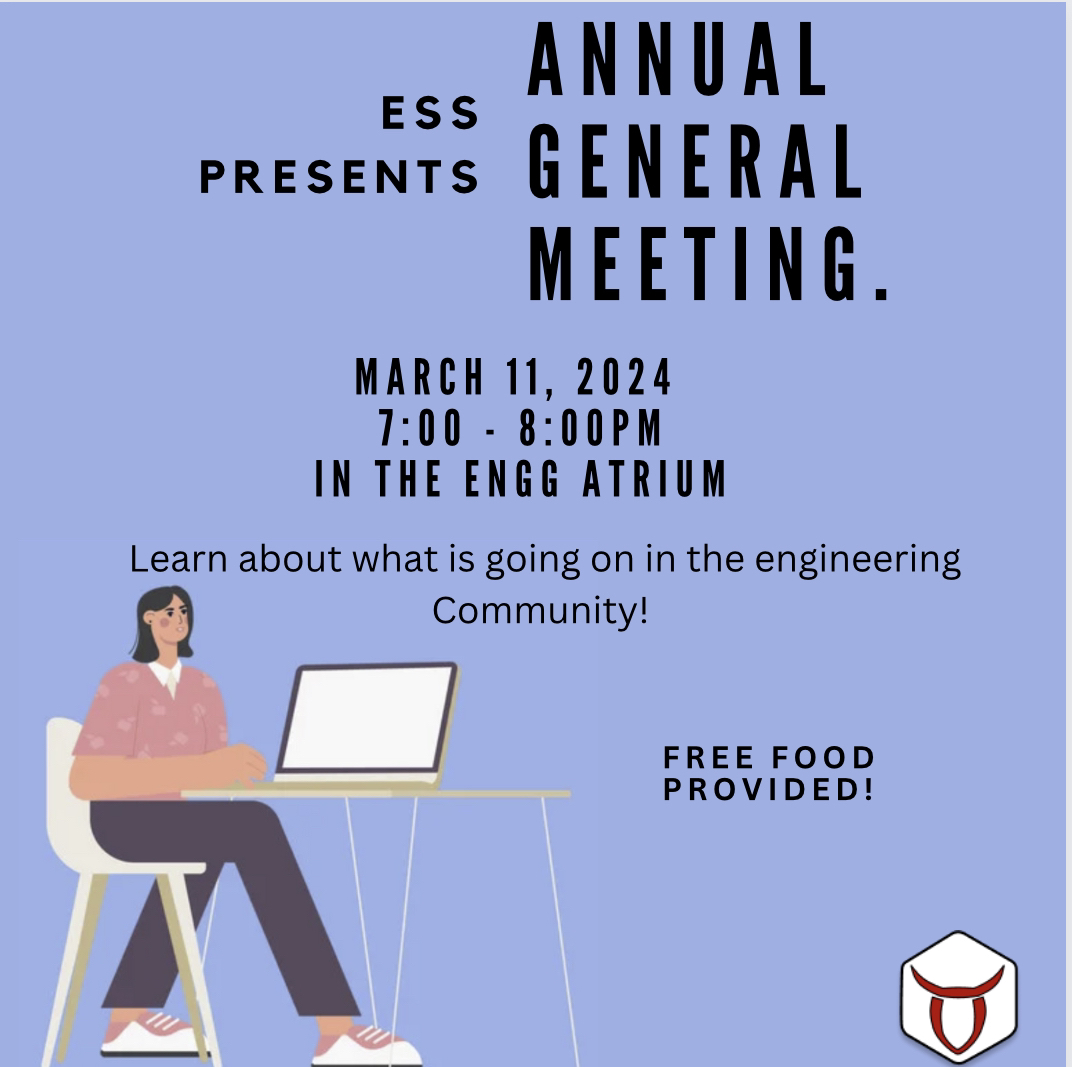 ESS
PRESENTS
ANNUAL
GENERAL
MEETING.
MARCH 11, 2024
7:00 - 8:00PM
IN THE ENGG ATRIUM
Learn about what is going on in the engineering
Community!
FREE FOOD
PROVIDED!